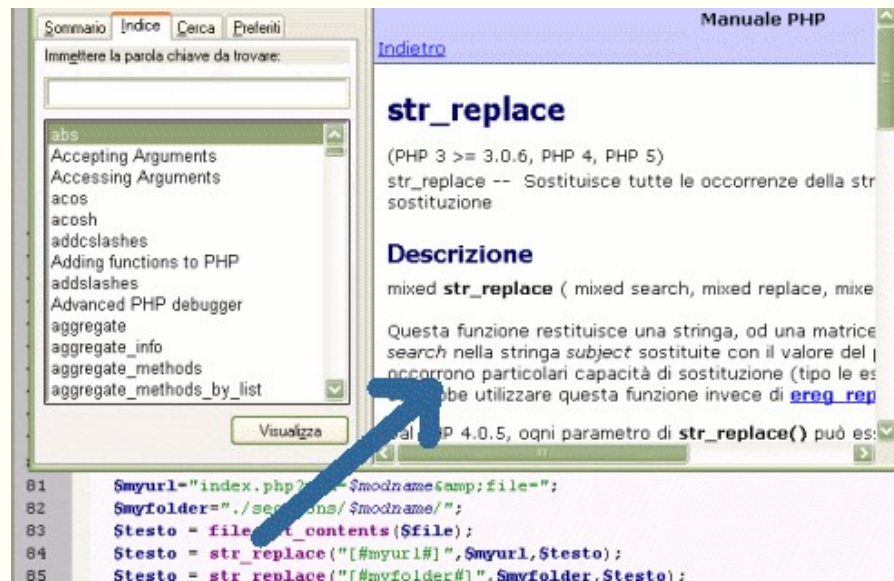 Sommario Indice Cerca Preferiti
Immettere la parola chiave da trovare:
abs
Accepting Arguments
Accessing Arguments
acos
acosh
addcslashes
Adding functions to PHP
addslashes
Advanced PHP debugger
aggregate
aggregate_info
aggregate_methods
aggregate_methods_by_list
Visualizza
Manuale PHP
Indietro
str_replace
(PHP 3 >= 3.0.6, PHP 4, PHP 5)
str_replace -- Sostituisce tutte le occorrenze della str
sostituzione
Descrizione
mixed str_replace ( mixed search, mixed replace, mixe
Questa funzione restituisce una stringa, od una matrice
search nella stringa subject sostituite con il valore del
occorrono particolari capacità di sostituzione (tipo le es
utilizzare questa funzione invece di ereg_rep
PHP 4.0.5, ogni parametro di str_replace() può es
81 $myurl="index.php? $modname&amp;file=";
82 $myfolder="./sections/$modname/";
83 $testo = file_get_contents($file);
84 $testo = str_replace("[#myurl#]",$myurl,$testo);
85 $testo = str_replace("[#myfolder#]",$myfolder,$testo);